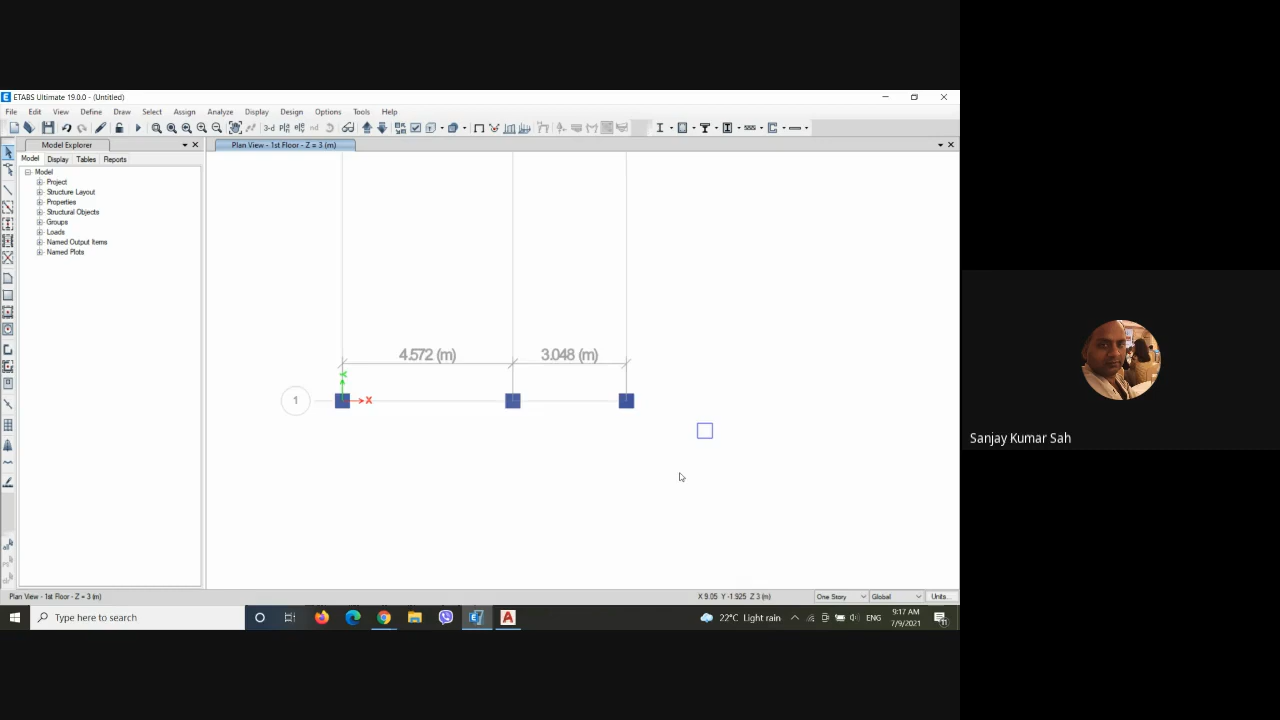 ETABS Ultimate 19.0.0 - (Untitled)
File Edit View Define Draw Select Assign Analyze Display Design Options Tools Help
3-d
Model Explorer
Plan View - 1st Floor - Z = 3 (m)
Model Display Tables Reports
Model
Project
Structure Layout
Properties
Structural Objects
Groups
Loads
Named Output Items
Named Plots
4.572 (m) 3.048 (m)
1
X
Sanjay Kumar Sah
Plan View - 1st Floor - Z = 3 (m)
X 9.05 Y -1.925 Z 3 (m)
One Story
Global
Units...
Type here to search
22°C Light rain
ENG
9:17 AM
7/9/2021